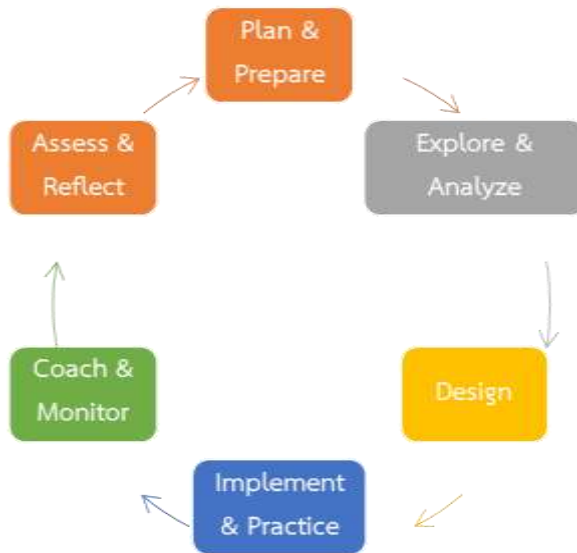 Plan &
Prepare
Explore &
Analyze
Design
Implement
& Practice
Coach &
Monitor
Assess &
Reflect